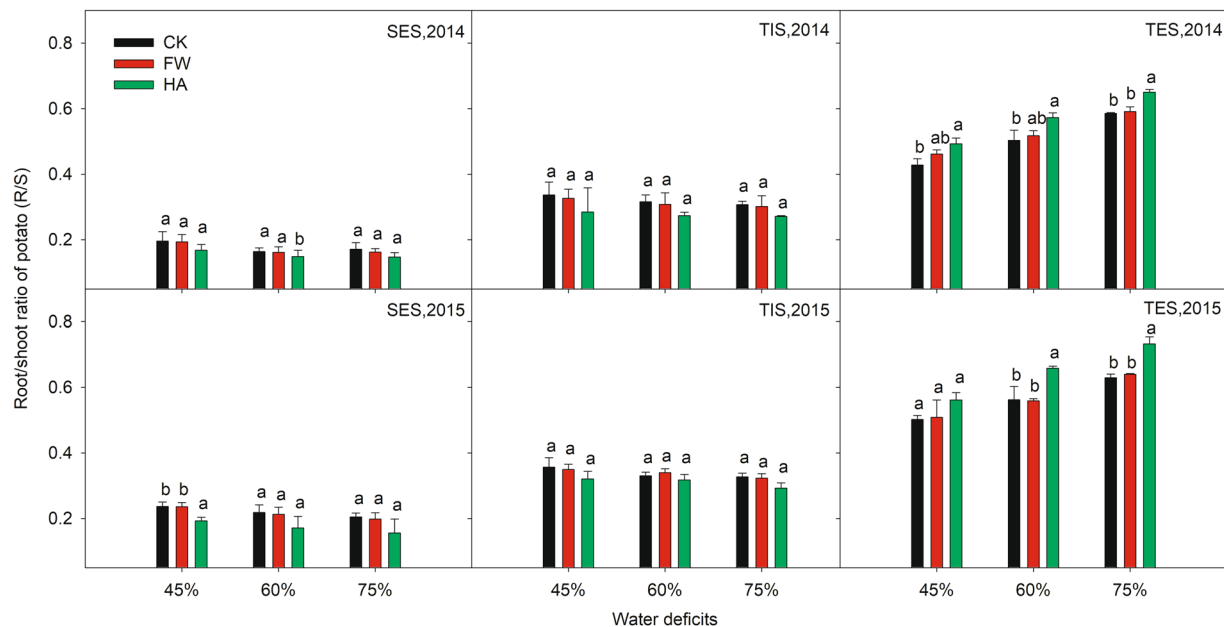 SES,2014
TIS,2014
TES,2014
CK
FW
HA
0.8
0.6
0.4
0.2
a a a
a a b
a a a
a a a
a a a
a a a
b ab a
b ab a
b b a
Root/shoot ratio of potato (R/S)
SES,2015
TIS,2015
TES,2015
0.8
0.6
0.4
0.2
b b a
a a a
a a a
a a a
a a a
a a a
a a a
b b a
b b a
45% 60% 75%
45% 60% 75%
45% 60% 75%
Water deficits